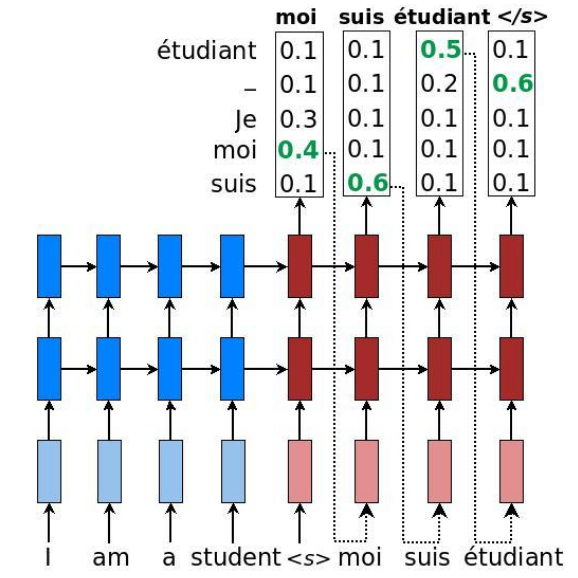 moi suis étudiant </s>
étudiant 0.1 0.1 0.5 0.1
– 0.1 0.1 0.2 0.6
Je 0.3 0.1 0.1 0.1
moi 0.4 0.1 0.1 0.1
suis 0.1 0.6 0.1 0.1
I am a student <s> moi suis étudiant